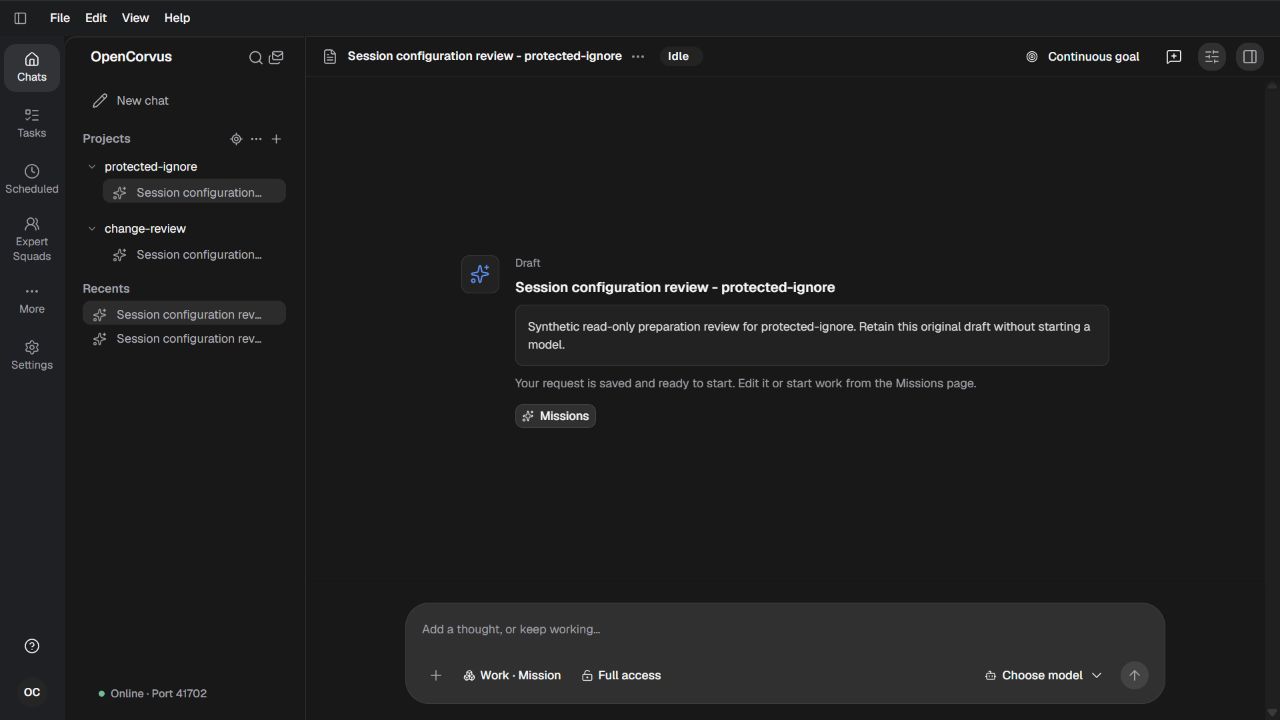 File Edit View Help
OpenCorvus
Chats
Tasks
Scheduled
Expert
Squads
More
Settings
OC
New chat
Projects
protected-ignore
Session configuration...
change-review
Session configuration...
Recents
Session configuration rev...
Session configuration rev...
Online · Port 41702
Session configuration review - protected-ignore
Idle
Continuous goal
Draft
Session configuration review - protected-ignore
Synthetic read-only preparation review for protected-ignore. Retain this original draft without starting a
model.
Your request is saved and ready to start. Edit it or start work from the Missions page.
Missions
Add a thought, or keep working...
Work · Mission
Full access
Choose model